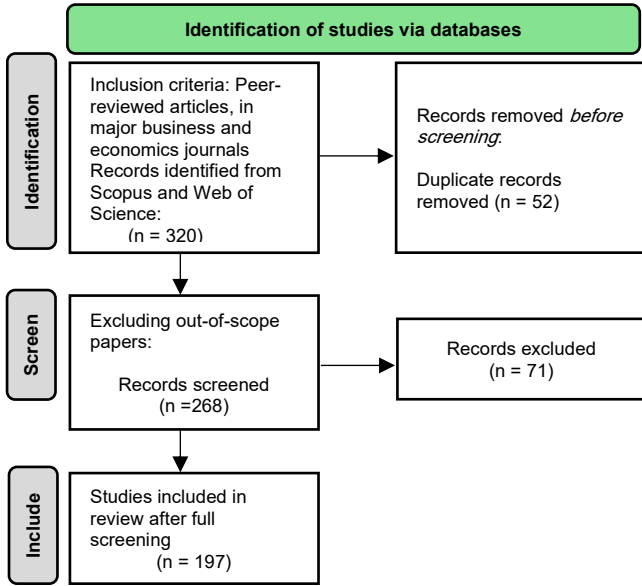 Identification of studies via databases
Identification
Inclusion criteria: Peer-
reviewed articles, in
major business and
economics journals
Records identified from
Scopus and Web of
Science:
(n = 320)
Records removed before
screening:
Duplicate records
removed (n = 52)
Screen
Excluding out-of-scope
papers:
Records screened
(n =268)
Records excluded
(n = 71)
Include
Studies included in
review after full
screening
(n = 197)